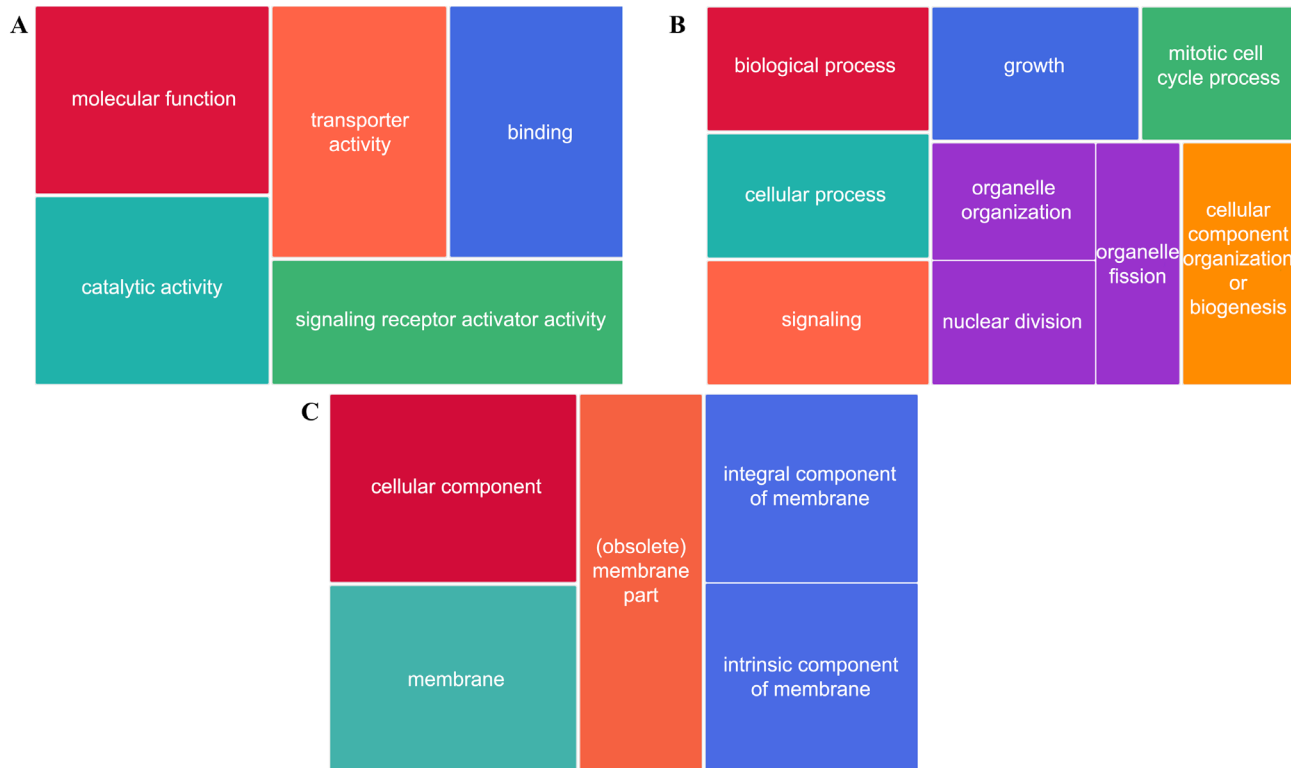 A
molecular function
transporter
activity
binding
catalytic activity
signaling receptor activator activity
B
biological process
growth
mitotic cell
cycle process
cellular process
organelle
organization
organelle
fission
cellular
component
organization
or
biogenesis
signaling
nuclear division
C
cellular component
(obsolete)
membrane
part
integral component
of membrane
membrane
intrinsic component
of membrane